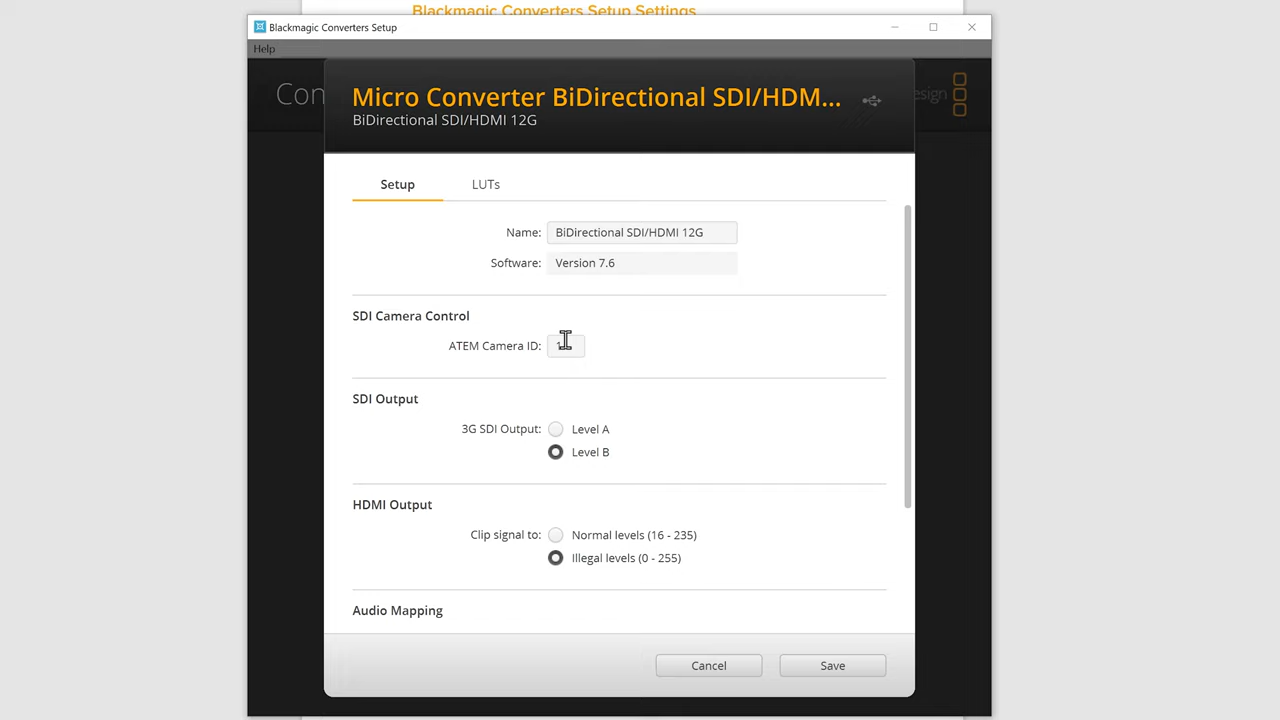 Blackmagic Converters Setup Settings
Blackmagic Converters Setup
Help
Con
esign
Micro Converter BiDirectional SDI/HDM...
BiDirectional SDI/HDMI 12G
Setup LUTs
Name: BiDirectional SDI/HDMI 12G
Software: Version 7.6
SDI Camera Control
ATEM Camera ID:
SDI Output
3G SDI Output: Level A
Level B
HDMI Output
Clip signal to: Normal levels (16 - 235)
Illegal levels (0 - 255)
Audio Mapping
Cancel Save